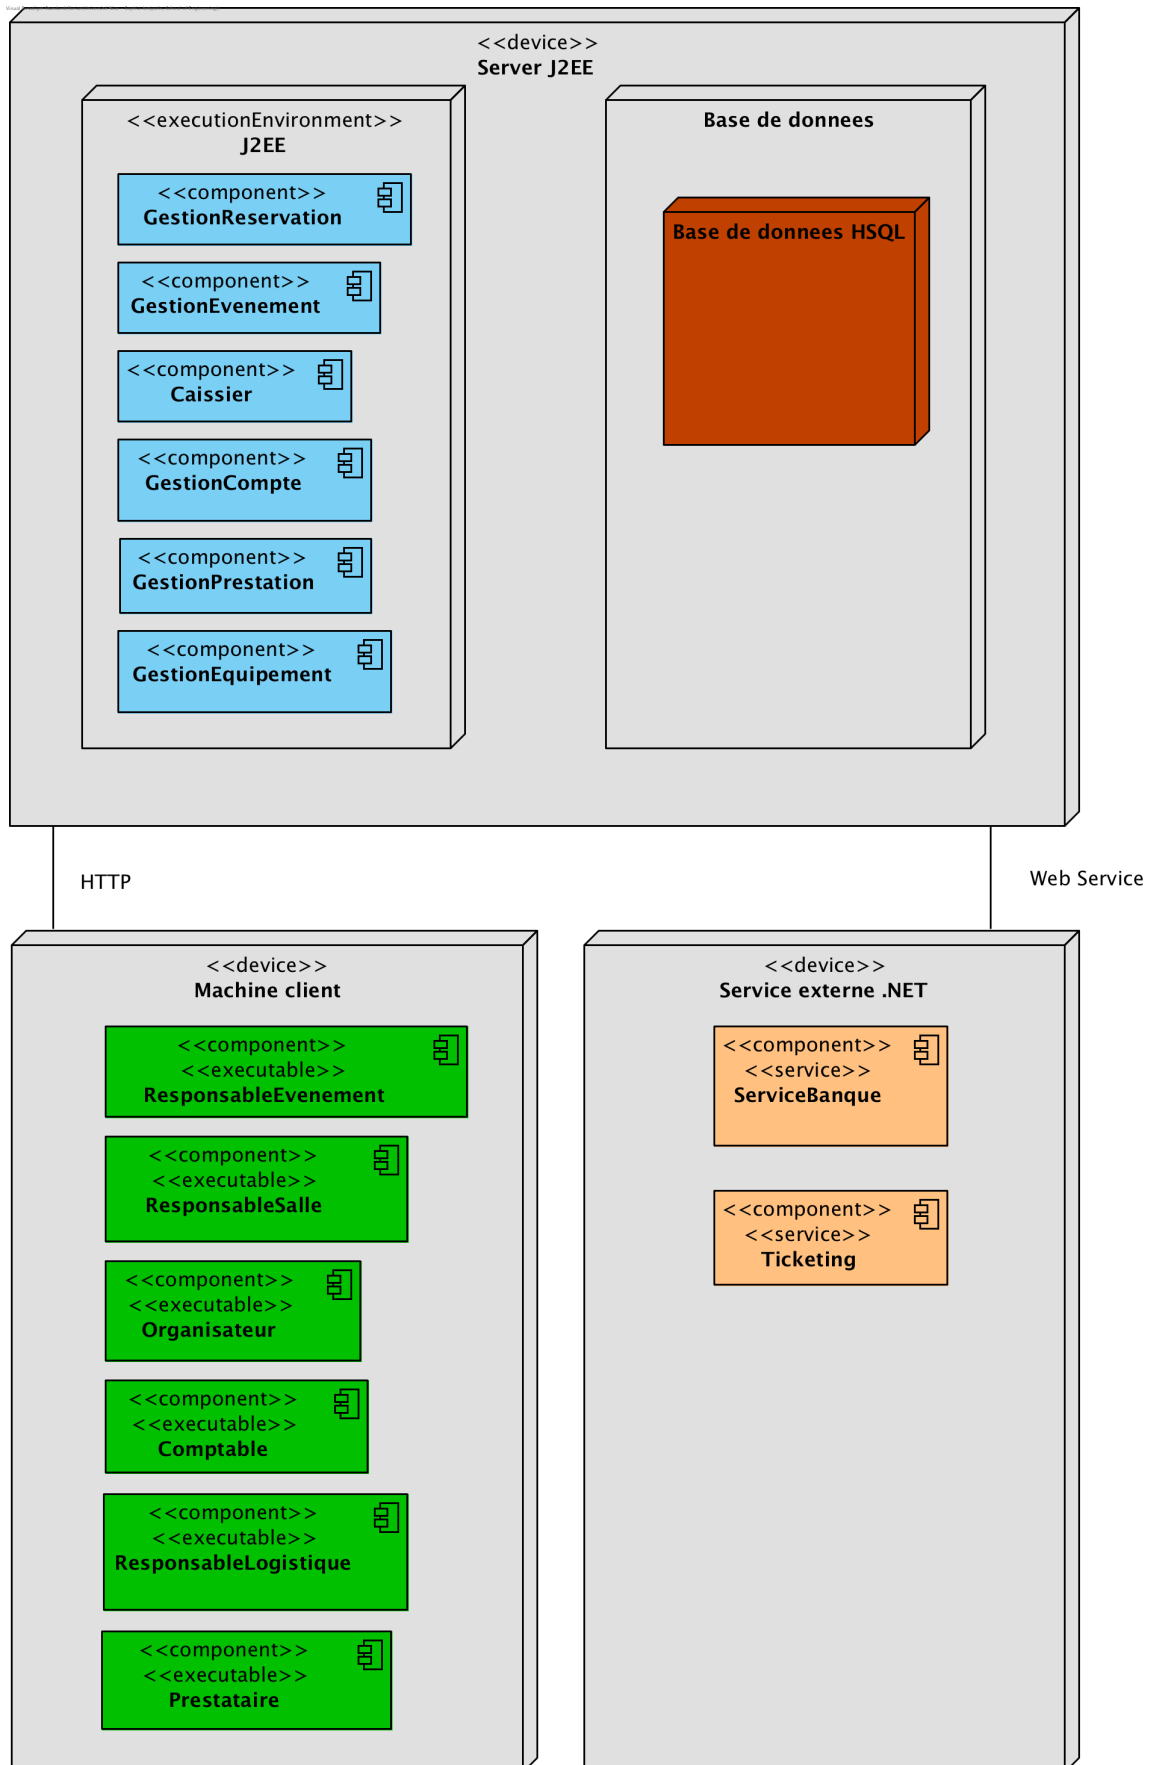 <<device>>
Server J2EE
<<executionEnvironment>>
J2EE
<<component>>
GestionReservation
<<component>>
GestionEvenement
<<component>>
Caissier
<<component>>
GestionCompte
<<component>>
GestionPrestation
<<component>>
GestionEquipement
Base de donnees
Base de donnees HSQL
HTTP
Web Service
<<device>>
Machine client
<<component>>
<<executable>>
ResponsableEvenement
<<component>>
<<executable>>
ResponsableSalle
<<component>>
<<executable>>
Organisateur
<<component>>
<<executable>>
Comptable
<<component>>
<<executable>>
ResponsableLogistique
<<component>>
<<executable>>
Prestataire
<<device>>
Service externe .NET
<<component>>
<<service>>
ServiceBanque
<<component>>
<<service>>
Ticketing